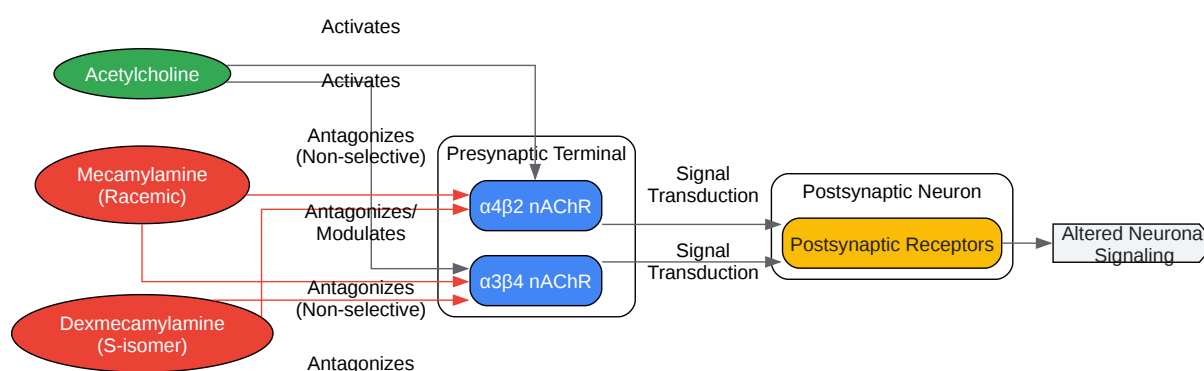 Activates
Acetylcholine
Activates
Antagonizes
(Non-selective)
Presynaptic Terminal
Mecamylamine
(Racemic)
α4β2 nAChR
Signal
Transduction
Postsynaptic Neuron
Antagonizes/
Modulates
Postsynaptic Receptors
Altered Neurona
Signaling
Signal
Transduction
α3β4 nAChR
Antagonizes
(Non-selective)
Dexmecamylamine
(S-isomer)
Antagonizes